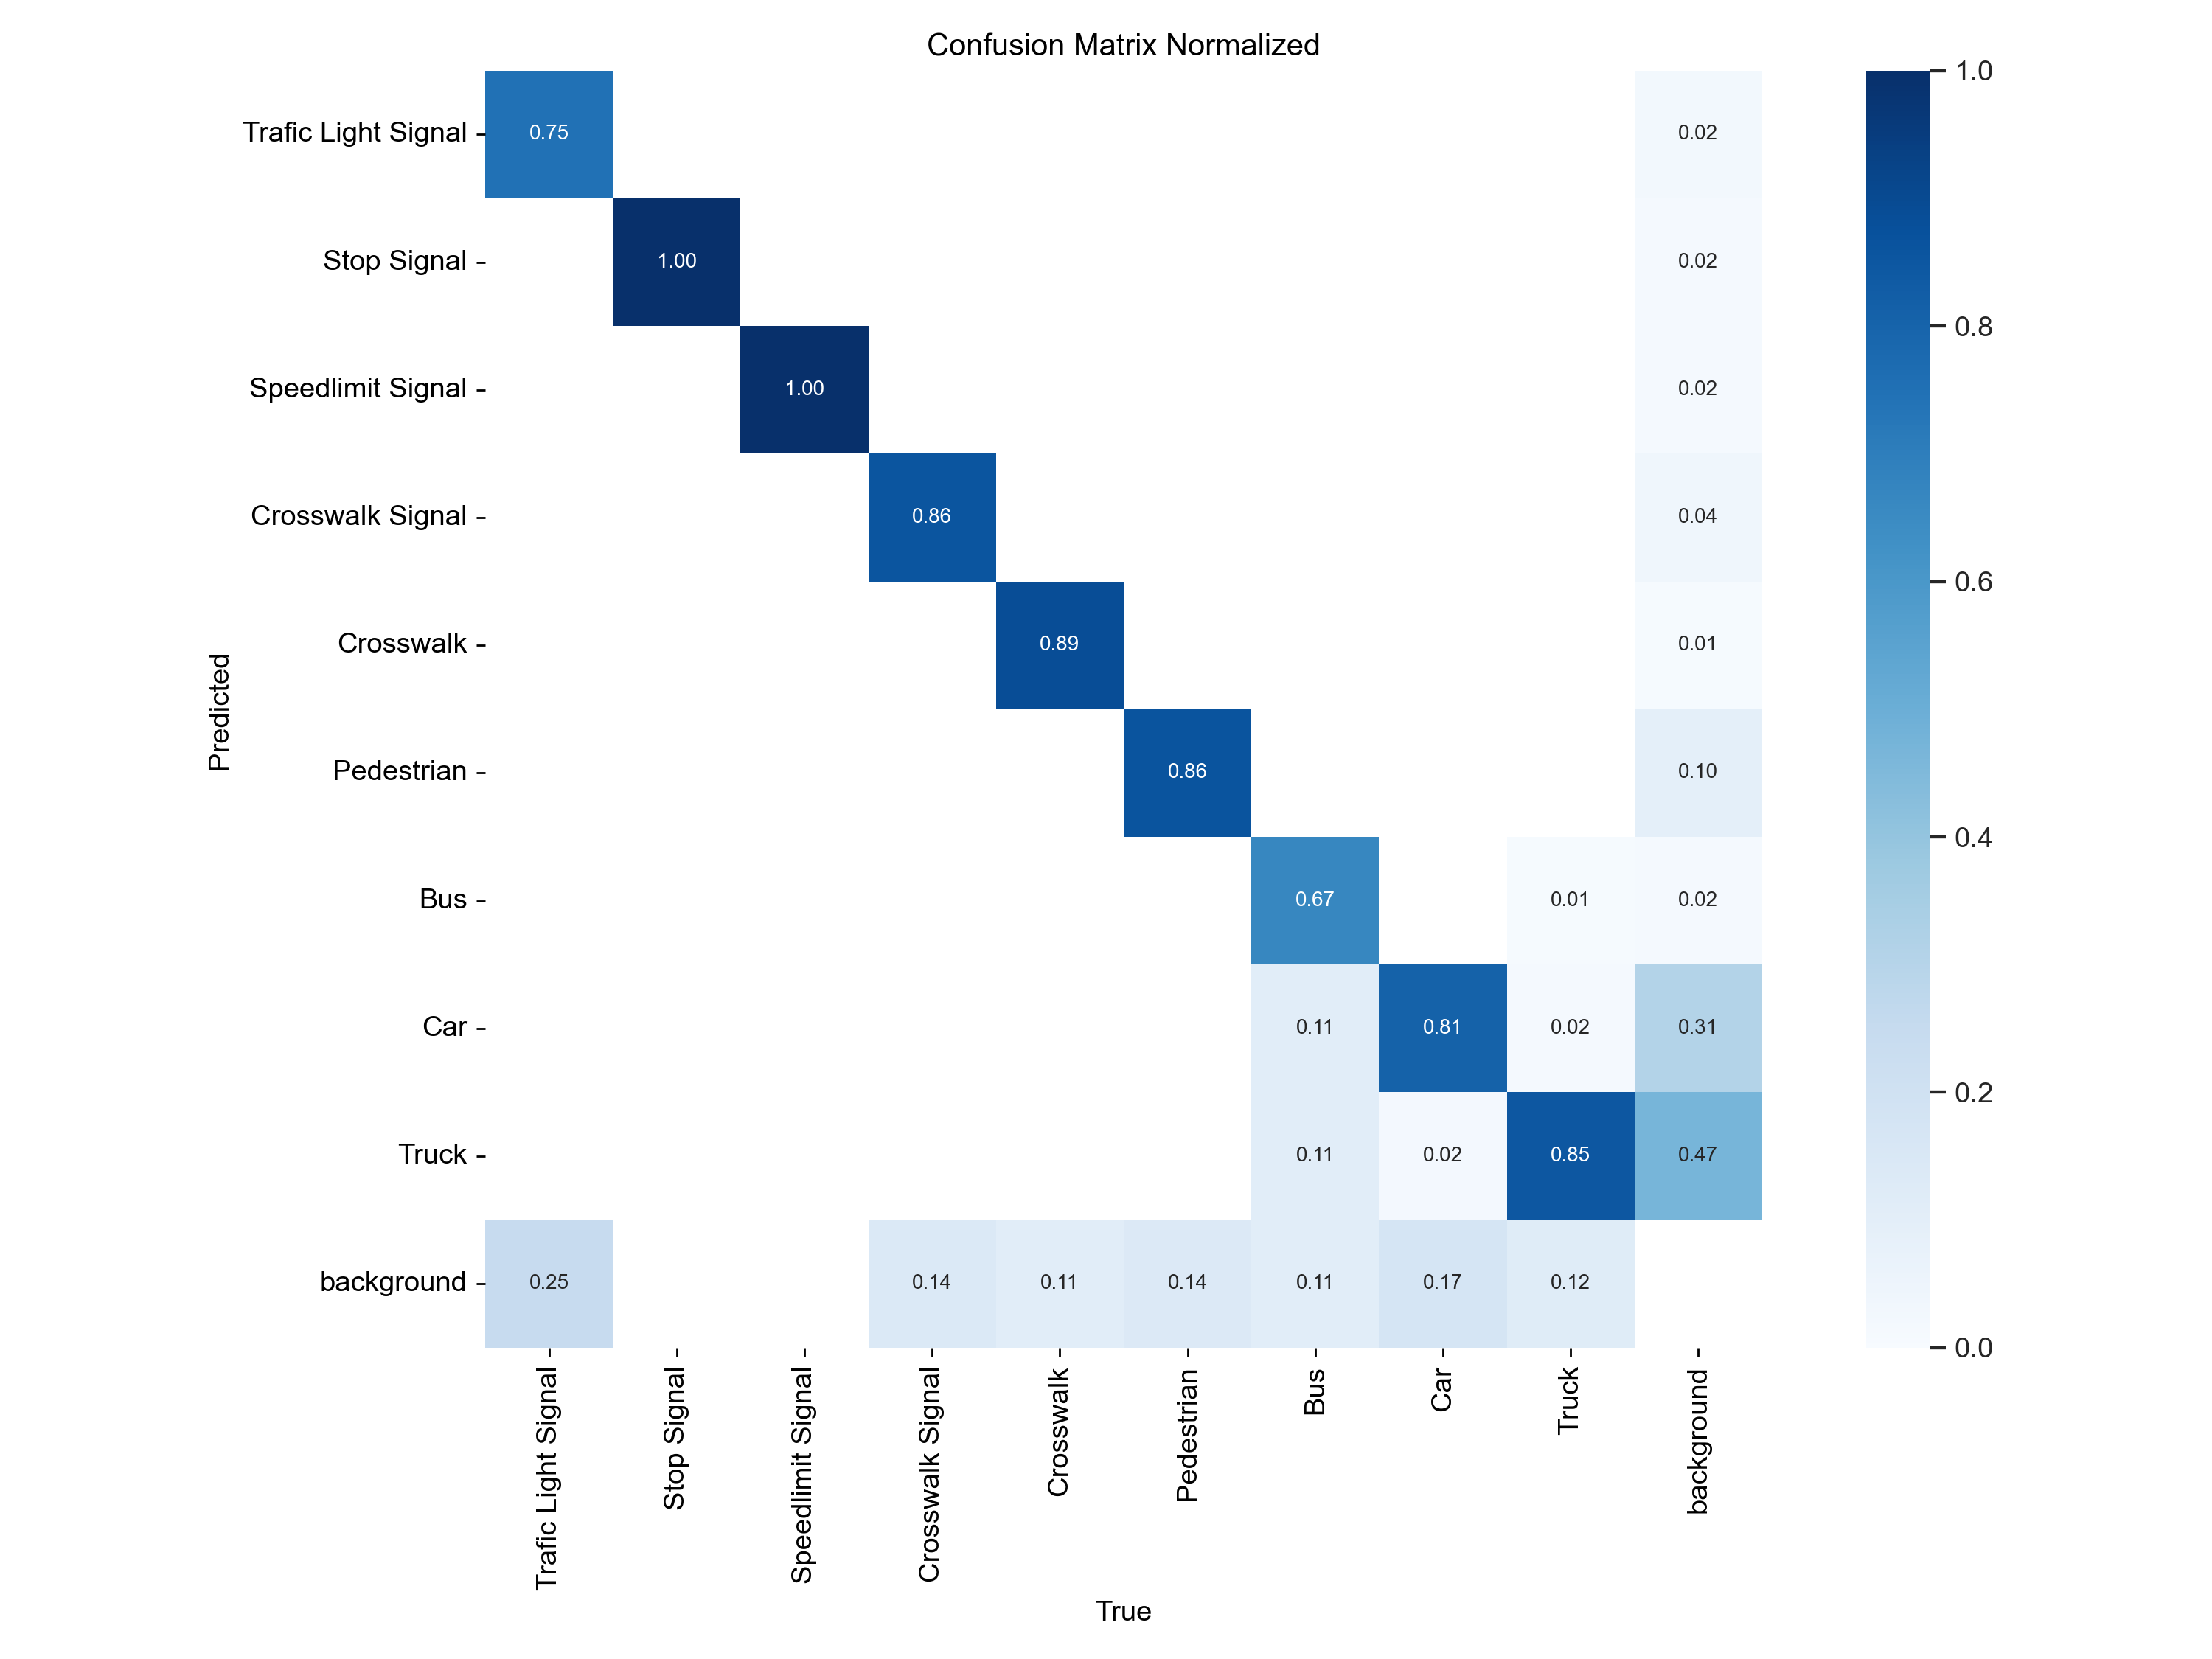 Confusion Matrix Normalized
Trafic Light Signal 0.75 0.02 1.0
Stop Signal 1.00 0.02
0.8
Speedlimit Signal 1.00 0.02
Crosswalk Signal 0.86 0.04
0.6
Crosswalk 0.89 0.01
Predicted
Pedestrian 0.86 0.10
0.4
Bus 0.67 0.01 0.02
Car 0.11 0.81 0.02 0.31
0.2
Truck 0.11 0.02 0.85 0.47
background 0.25 0.14 0.11 0.14 0.11 0.17 0.12
0.0
Trafic Light Signal
Stop Signal
Speedlimit Signal
Crosswalk Signal
Crosswalk
Pedestrian
Bus
Car
Truck
background
True